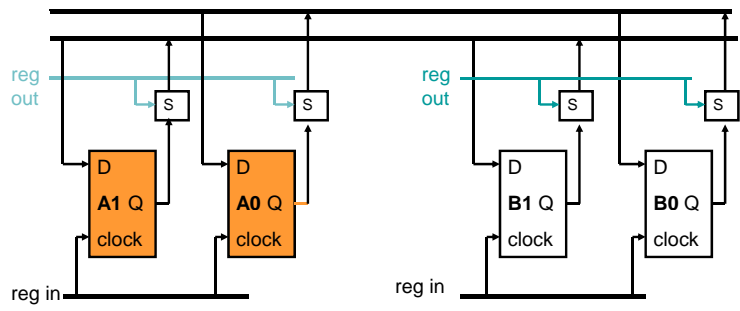 reg
out
S
S
reg
out
S
S
D
A1 Q
clock
D
A0 Q
clock
D
B1 Q
clock
D
B0 Q
clock
reg in
reg in